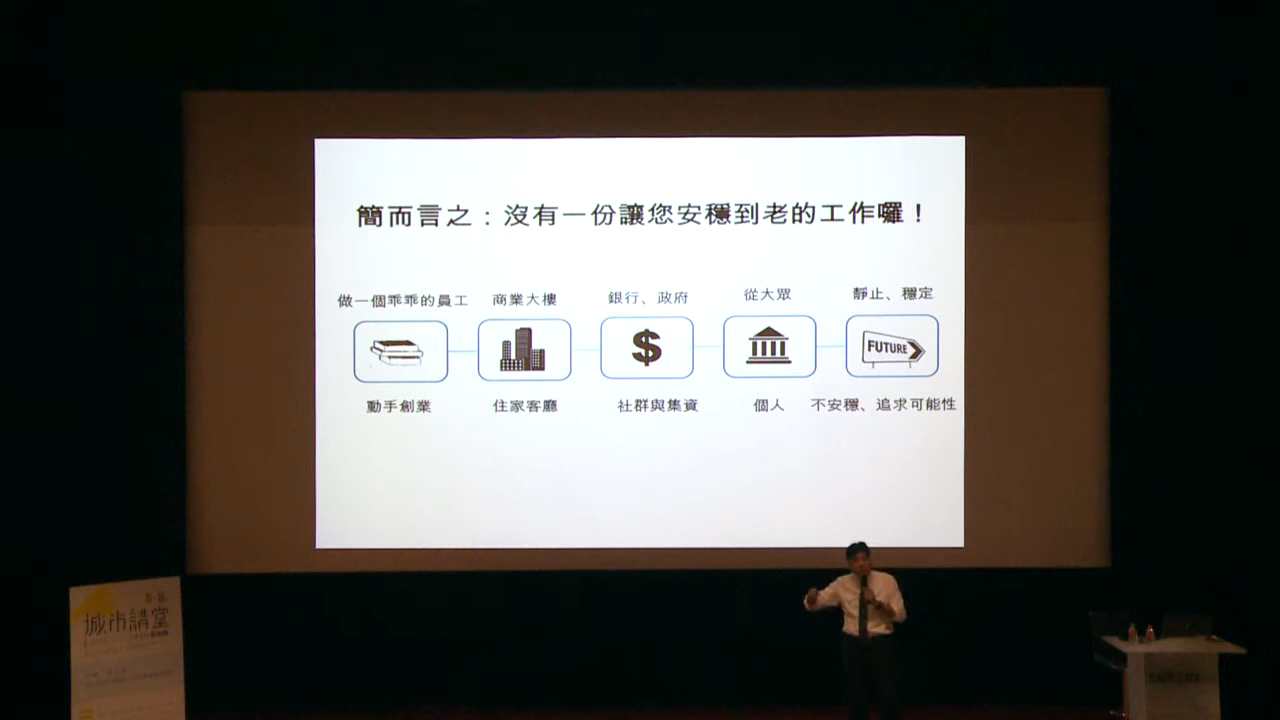 簡而言之：沒有一份讓您安穩到老的工作囉！
做一個乖乖的員工
商業大樓
銀行、政府
從大眾
靜止、穩定
FUTURE
動手創業
住家客廳
社群與集資
個人
不安穩、追求可能性
城市講堂